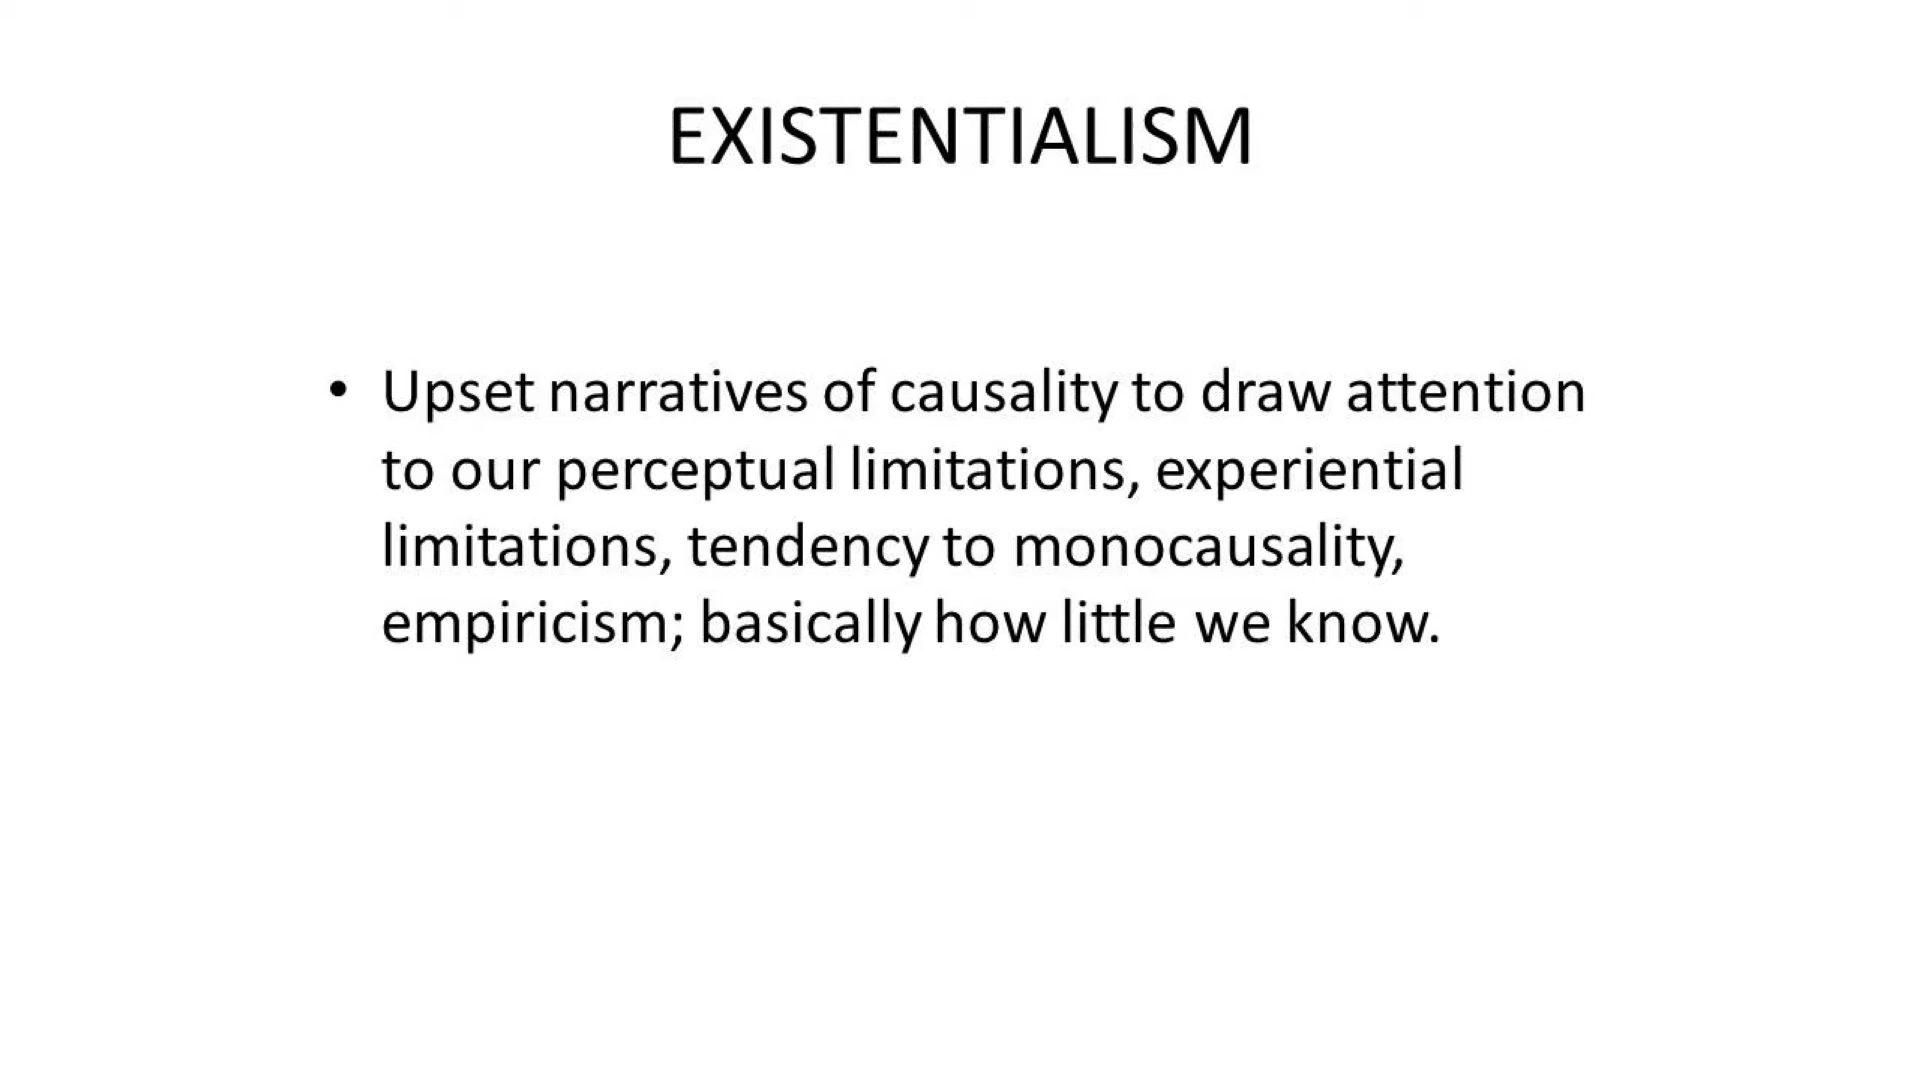 EXISTENTIALISM
• Upset narratives of causality to draw attention
to our perceptual limitations, experiential
limitations, tendency to monocausality,
empiricism; basically how little we know.